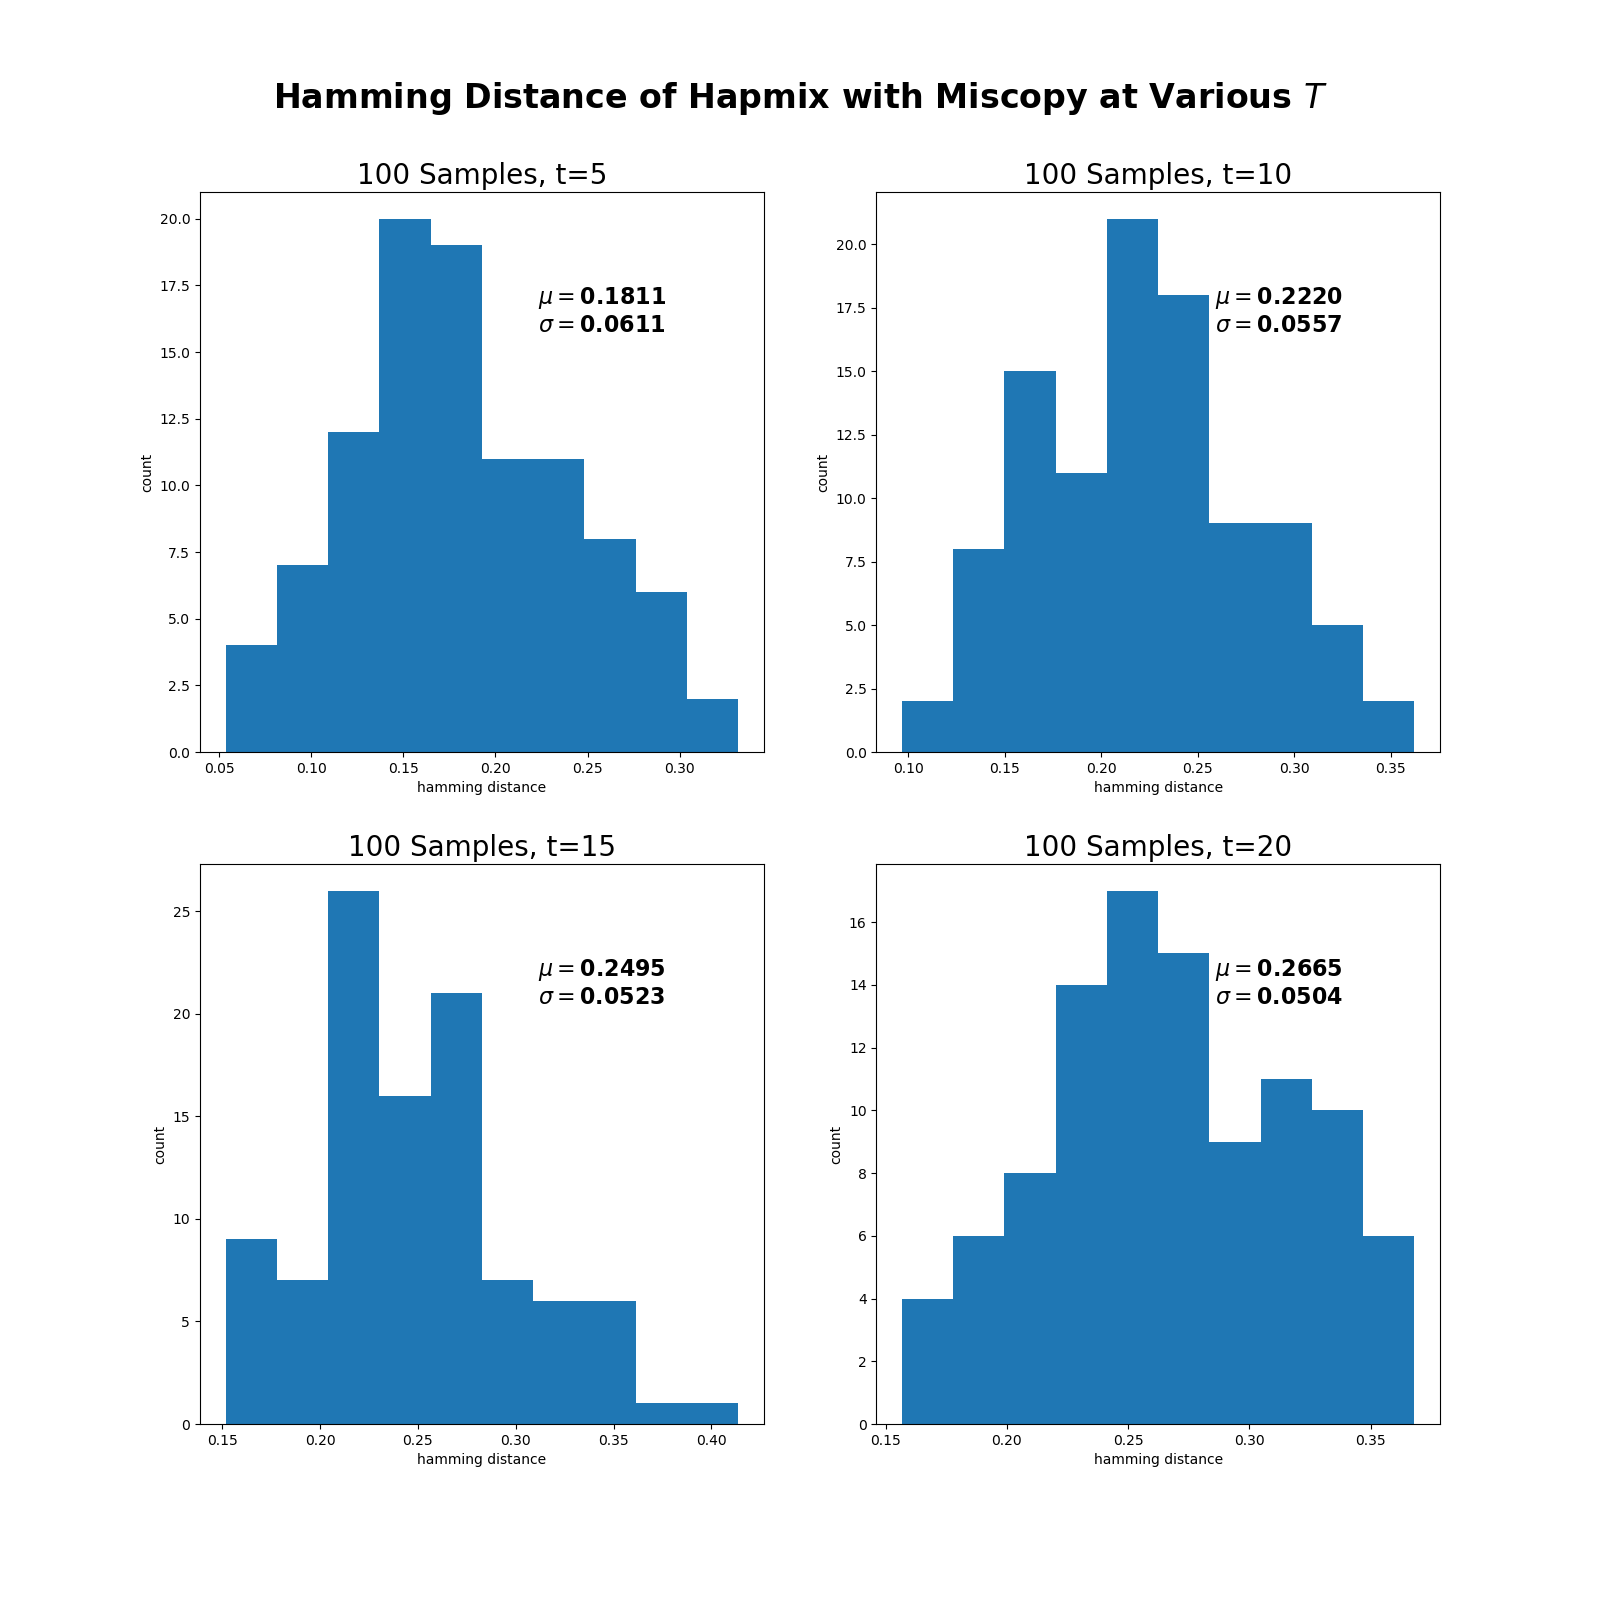 Hamming Distance of Hapmix with Miscopy at Various T
100 Samples, t=5
20.0
17.5
15.0
12.5
10.0
7.5
5.0
2.5
0.0
count
μ = 0.1811
σ = 0.0611
0.05 0.10 0.15 0.20 0.25 0.30
hamming distance
100 Samples, t=10
20.0
17.5
15.0
12.5
10.0
7.5
5.0
2.5
0.0
count
μ = 0.2220
σ = 0.0557
0.10 0.15 0.20 0.25 0.30 0.35
hamming distance
100 Samples, t=15
25
20
15
10
5
0
count
μ = 0.2495
σ = 0.0523
0.15 0.20 0.25 0.30 0.35 0.40
hamming distance
100 Samples, t=20
16
14
12
10
8
6
4
2
0
count
μ = 0.2665
σ = 0.0504
0.15 0.20 0.25 0.30 0.35
hamming distance